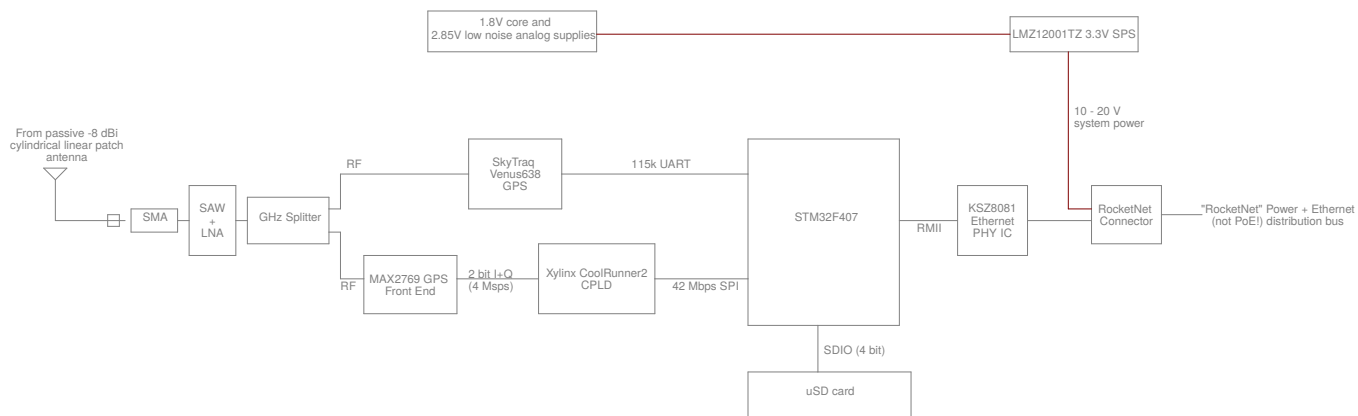 1.8V core and
2.85V low noise analog supplies
LMZ12001TZ 3.3V SPS
10 - 20 V
system power
From passive -8 dBi
cylindrical linear patch
antenna
SMA
SAW
+
LNA
GHz Splitter
RF
SkyTraq
Venus638
GPS
115k UART
RF
MAX2769 GPS
Front End
2 bit I+Q
(4 Msps)
Xylinx CoolRunner2
CPLD
42 Mbps SPI
STM32F407
RMII
KSZ8081
Ethernet
PHY IC
RocketNet
Connector
"RocketNet" Power + Ethernet
(not PoE!) distribution bus
SDIO (4 bit)
uSD card